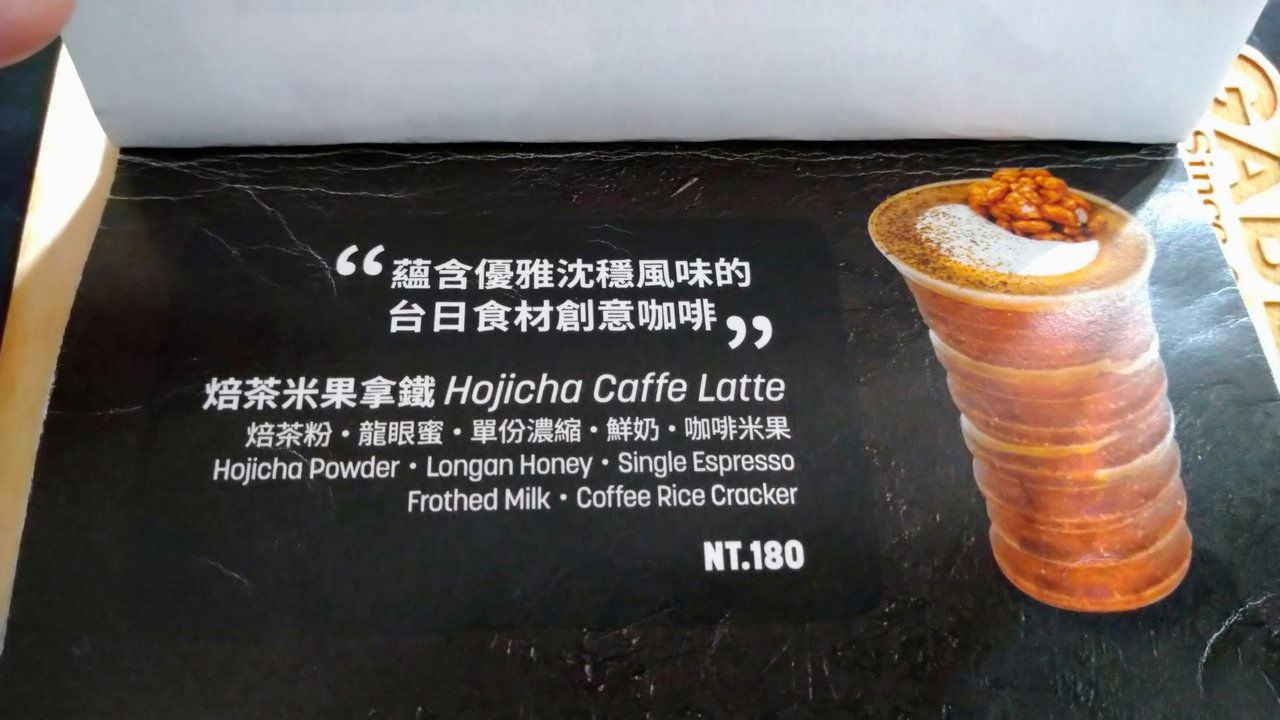 “蘊含優雅沈穩風味的
台日食材創意咖啡”
焙茶米果拿鐵 Hojicha Caffe Latte
焙茶粉・龍眼蜜・單份濃縮・鮮奶・咖啡米果
Hojicha Powder・Longan Honey・Single Espresso
Frothed Milk・Coffee Rice Cracker
NT.180